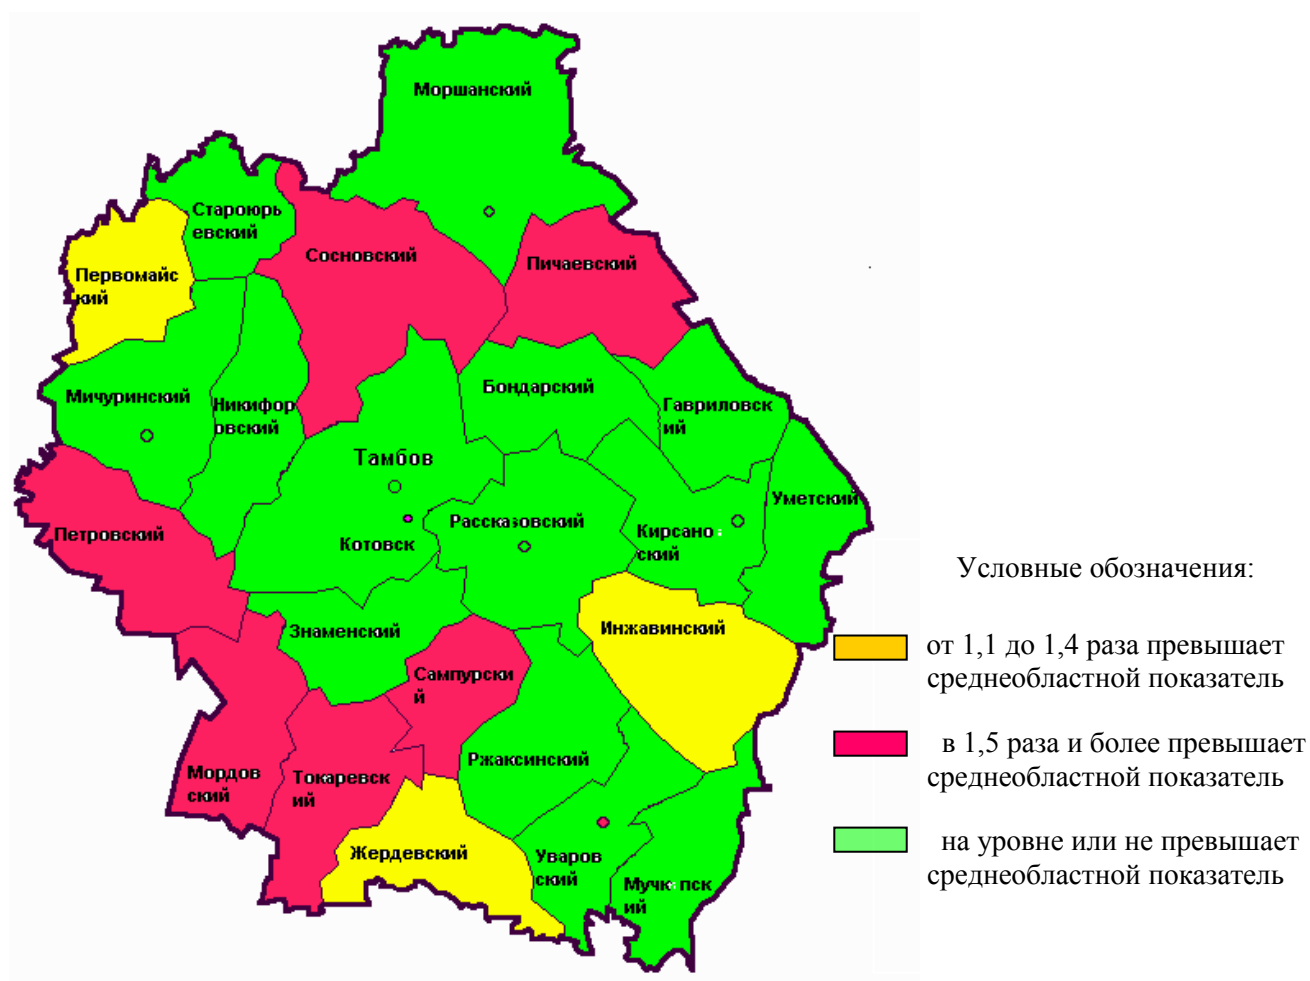 Моршанский
Староюрь
евский
Сосновский
Пичаевский
Первомайс
кий
Мичуринский
Никифор
овский
Бондарский
Гавриловск
ий
Тамбов
Уметский
Петровский
Котовск
Рассказовский
Кирсано
ский
Знаменский
Инжавинский
Сампурски
й
Мордов
ский
Токаревск
ий
Ржаксинский
Жердевский
Уваров
ский
Мучк пск
ий
Условные обозначения:
от 1,1 до 1,4 раза превышает
среднеобластной показатель
в 1,5 раза и более превышает
среднеобластной показатель
на уровне или не превышает
среднеобластной показатель